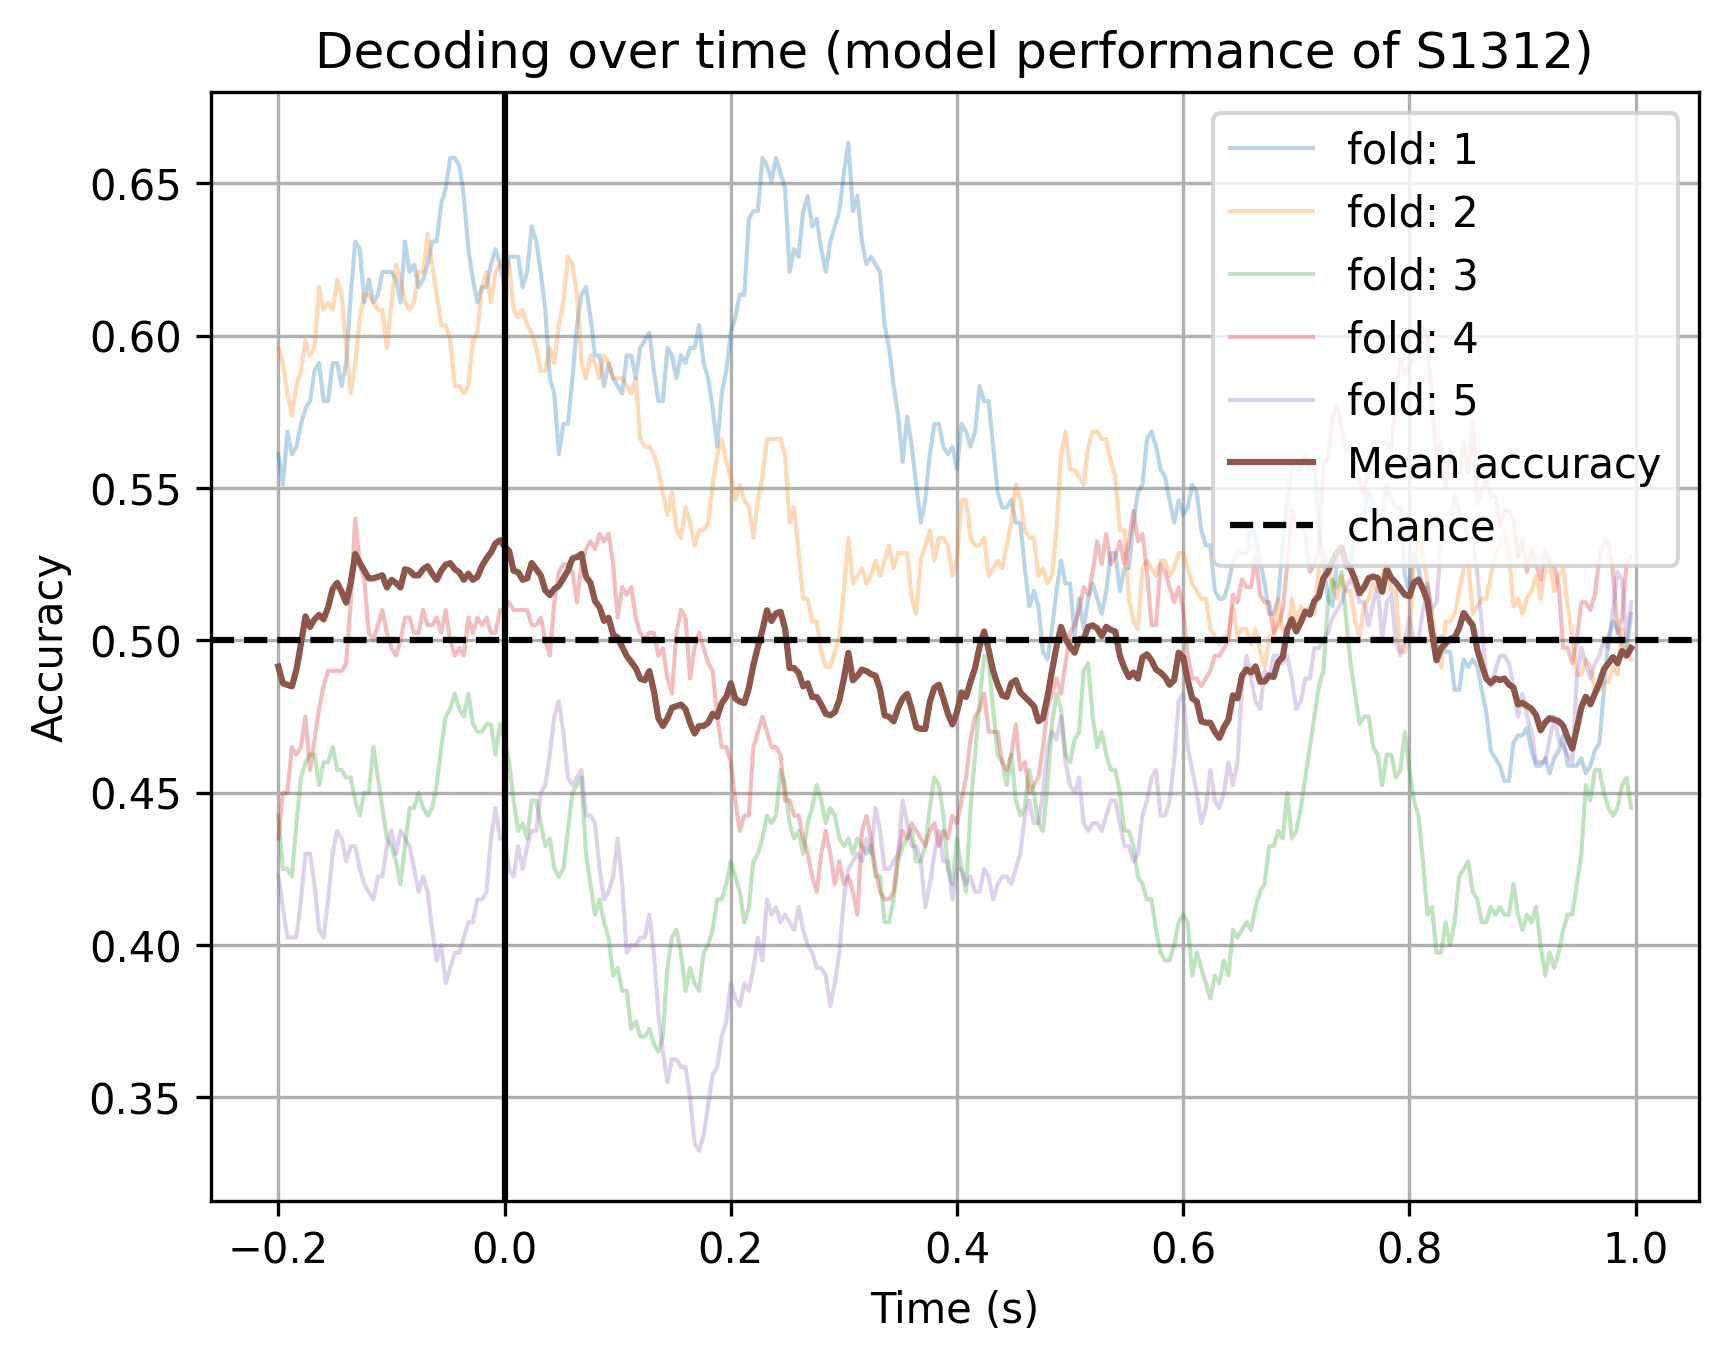 Decoding over time (model performance of S1312)
fold: 1
fold: 2
fold: 3
fold: 4
fold: 5
Mean accuracy
chance
Accuracy
0.65
0.60
0.55
0.50
0.45
0.40
0.35
−0.2
0.0
0.2
0.4
0.6
0.8
1.0
Time (s)